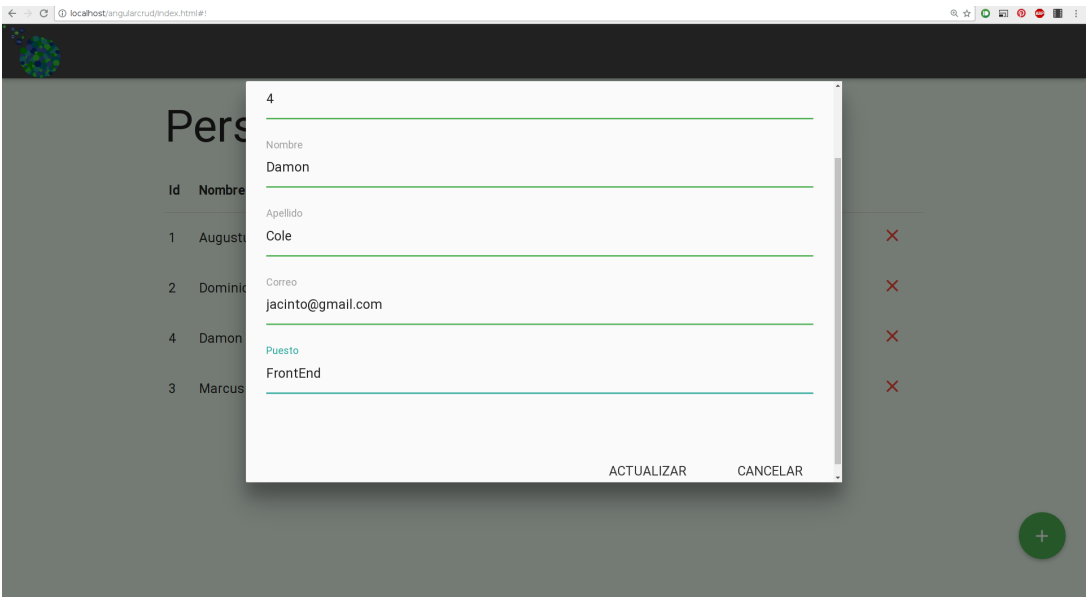 localhost/angularcrud/index.html#!
Pers
Id Nombre
1 August
2 Dominic
4 Damon
3 Marcus
4
Nombre
Damon
Apellido
Cole
Correo
jacinto@gmail.com
Puesto
FrontEnd
ACTUALIZAR CANCELAR
+